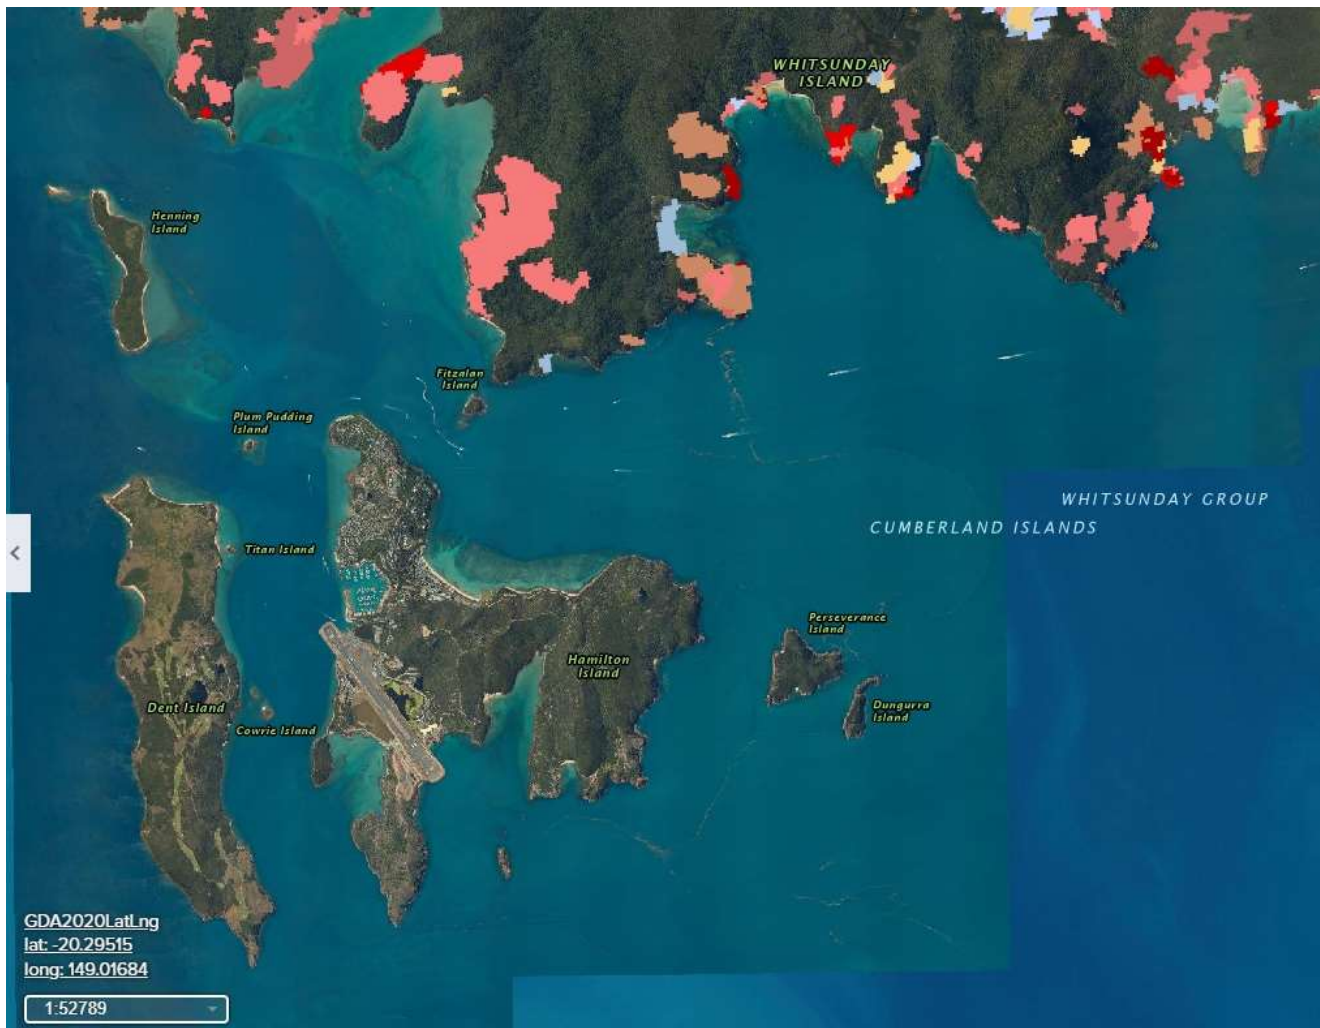 WHITSUNDAY
ISLAND
Henning
Island
Fitzalan
Island
Plum Pudding
Island
WHITSUNDAY GROUP
CUMBERLAND ISLANDS
Titan Island
Perseverance
Island
Hamilton
Island
Dent Island
Dungurra
Island
Cowrie Island
GDA2020LatLng
lat: -20.29515
long: 149.01684
1:52789